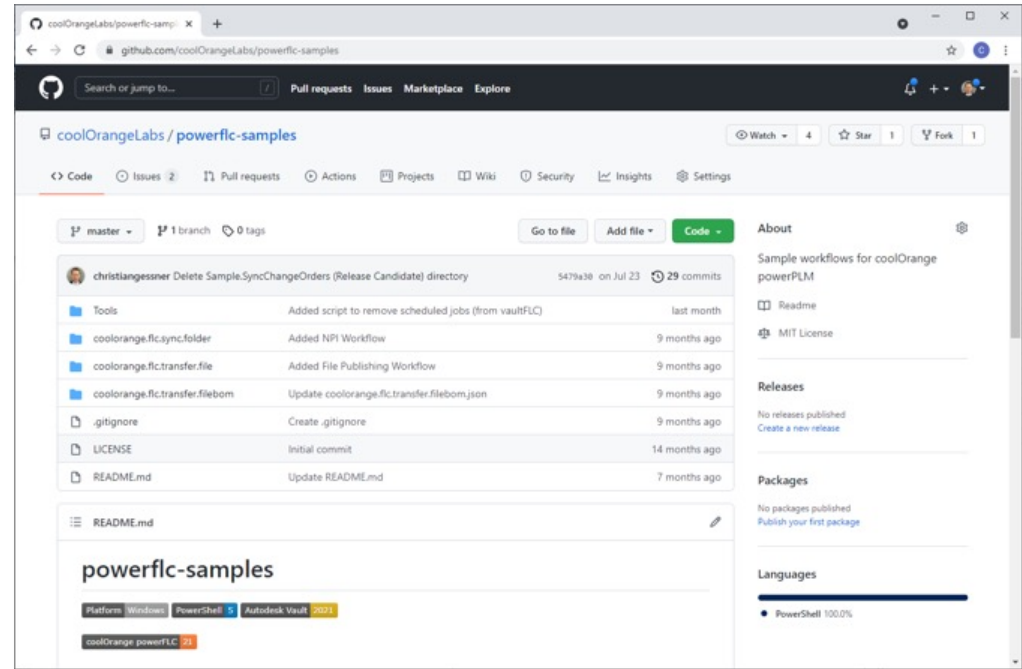 coolOrangeLabs/powerflc-samp
github.com/coolOrangeLabs/powerflc-samples
C
Search or jump to... /
Pull requests Issues Marketplace Explore
coolOrangeLabs / powerflc-samples
Watch 4 Star 1 Fork 1
<> Code Issues 2 Pull requests Actions Projects Wiki Security Insights Settings
master 1 branch 0 tags Go to file Add file Code
christiangessner Delete Sample.SyncChangeOrders (Release Candidate) directory 5479a30 on Jul 23 29 commits
Tools Added script to remove scheduled jobs (from vaultFLC) last month
coolorange.flc.sync.folder Added NPI Workflow 9 months ago
coolorange.flc.transfer.file Added File Publishing Workflow 9 months ago
coolorange.flc.transfer.filebom Update coolorange.flc.transfer.filebom.json 9 months ago
.gitignore Create .gitignore 9 months ago
LICENSE Initial commit 14 months ago
README.md Update README.md 7 months ago
README.md
powerflc-samples
Platform Windows PowerShell 5 Autodesk Vault 2021
coolOrange powerFLC 21
About
Sample workflows for coolOrange
powerPLM
Readme
MIT License
Releases
No releases published
Create a new release
Packages
No packages published
Publish your first package
Languages
PowerShell 100.0%